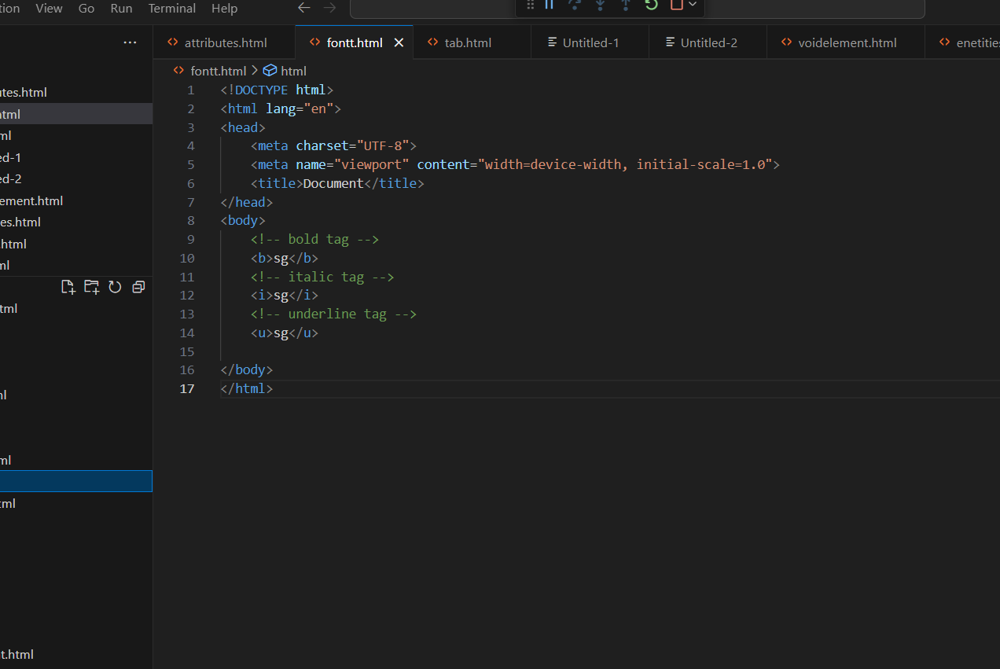 tion View Go Run Terminal Help
attributes.html fontt.html tab.html Untitled-1 Untitled-2 voidelement.html enetities
fontt.html > html
utes.html
html
ml
ed-1
ed-2
ement.html
es.html
.html
ml
tml
ml
ml
tml
t.html
1 <!DOCTYPE html>
2 <html lang="en">
3 <head>
4 <meta charset="UTF-8">
5 <meta name="viewport" content="width=device-width, initial-scale=1.0">
6 <title>Document</title>
7 </head>
8 <body>
9 <!-- bold tag -->
10 <b>sg</b>
11 <!-- italic tag -->
12 <i>sg</i>
13 <!-- underline tag -->
14 <u>sg</u>
15
16 </body>
17 </html>